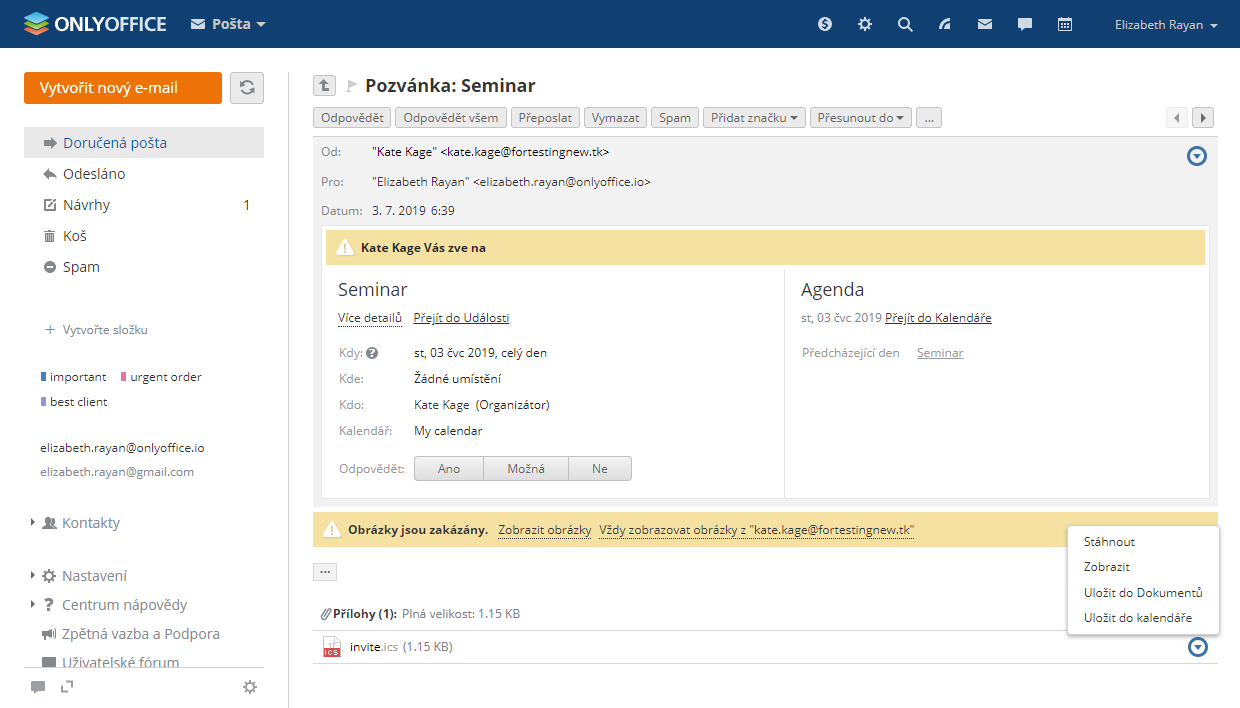 ONLYOFFICE Pošta Elizabeth Rayan
Vytvořit nový e-mail
Doručená pošta
Odesláno
Návrhy 1
Koš
Spam
Vytvořte složku
important urgent order
best client
elizabeth.rayan@onlyoffice.io
elizabeth.rayan@gmail.com
Kontakty
Nastavení
Centrum nápovědy
Zpětná vazba a Podpora
Uživatelské fórum
Pozvánka: Seminar
Odpovědět Odpovědět všem Přeposlat Vymazat Spam Přidat značku Přesunout do ...
Od: "Kate Kage" <kate.kage@fortestingnew.tk>
Pro: "Elizabeth Rayan" <elizabeth.rayan@onlyoffice.io>
Datum: 3. 7. 2019 6:39
Kate Kage Vás zve na
Seminar
Více detailů Přejít do Události
Kdy: st, 03 čvc 2019, celý den
Kde: Žádné umístění
Kdo: Kate Kage (Organizátor)
Kalendář: My calendar
Odpovědět: Ano Možná Ne
Agenda
st, 03 čvc 2019 Přejít do Kalendáře
Předcházející den Seminar
Obrázky jsou zakázány. Zobrazit obrázky Vždy zobrazovat obrázky z "kate.kage@fortestingnew.tk"
...
Přílohy (1): Plná velikost: 1.15 KB
ICS invite.ics (1.15 KB)
Stáhnout
Zobrazit
Uložit do Dokumentů
Uložit do kalendáře